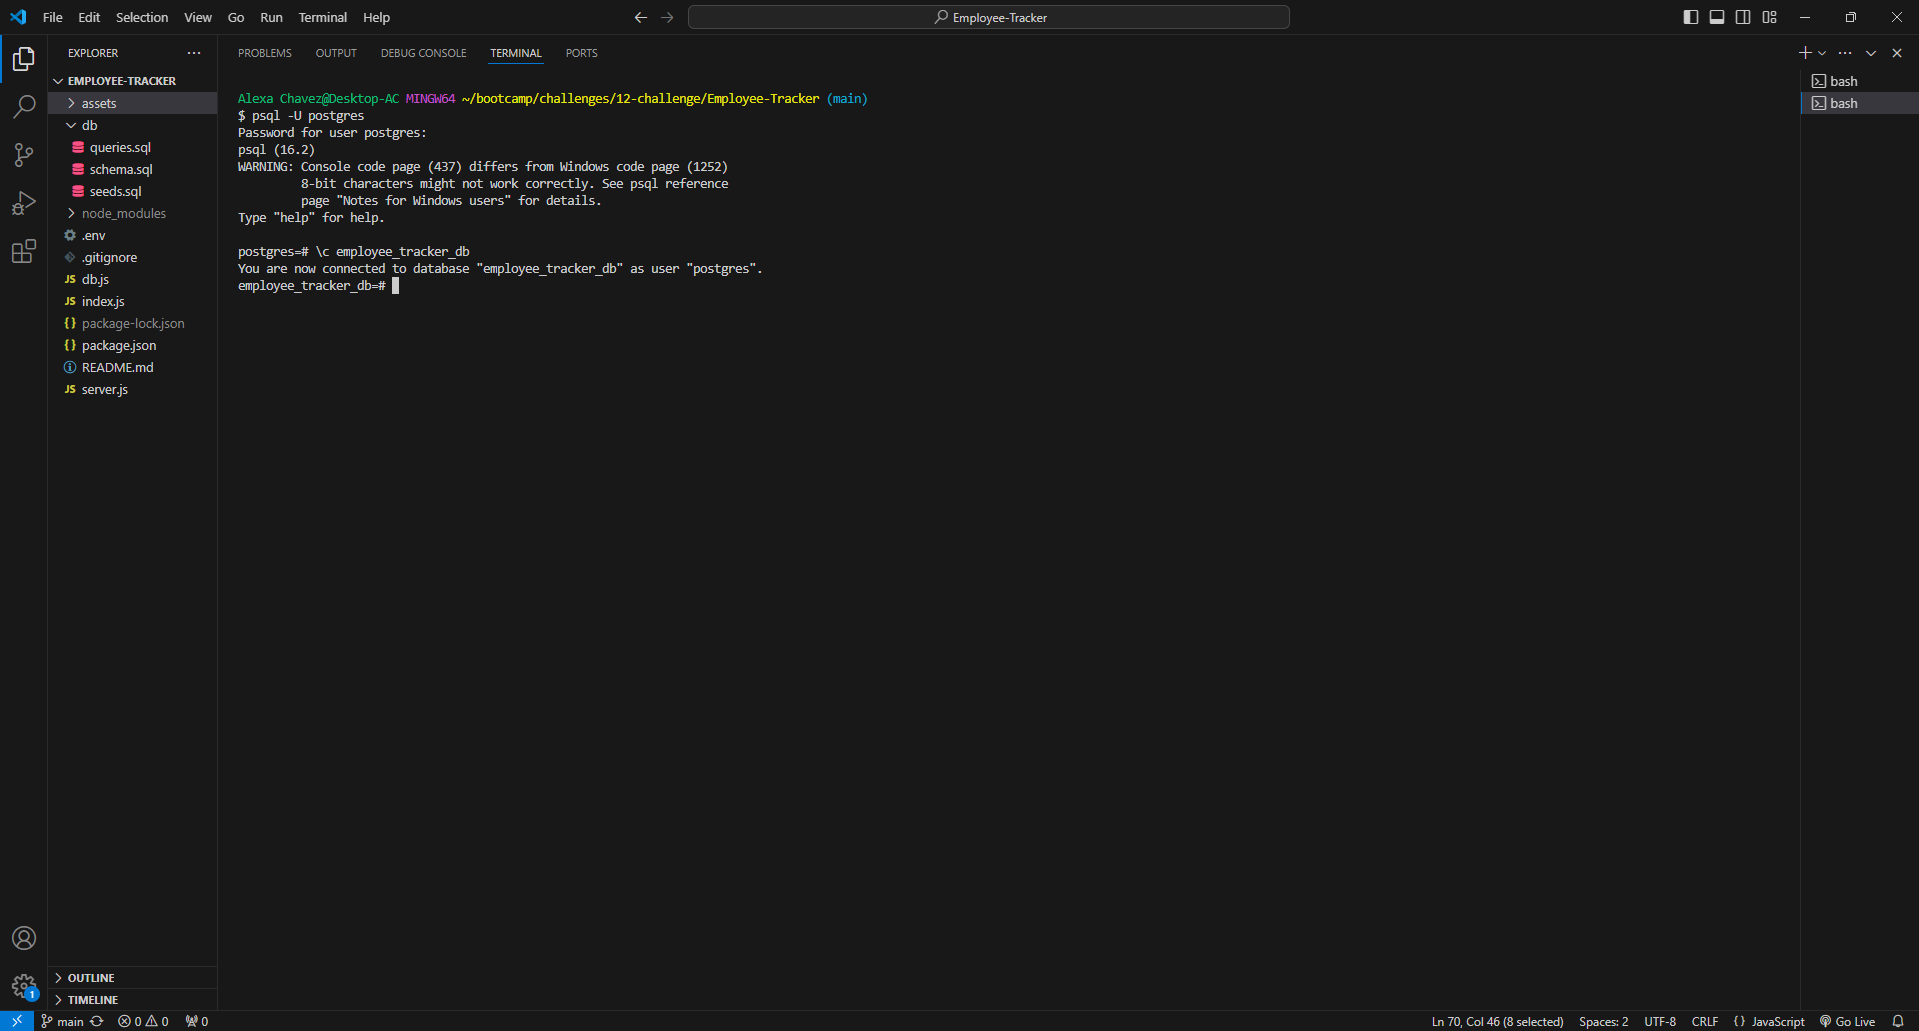 File Edit Selection View Go Run Terminal Help
Employee-Tracker
EXPLORER
EMPLOYEE-TRACKER
assets
db
queries.sql
schema.sql
seeds.sql
node_modules
.env
.gitignore
JS db.js
JS index.js
{} package-lock.json
{} package.json
README.md
JS server.js
OUTLINE
TIMELINE
PROBLEMS OUTPUT DEBUG CONSOLE TERMINAL PORTS
Alexa Chavez@Desktop-AC MINGW64 ~/bootcamp/challenges/12-challenge/Employee-Tracker (main)
$ psql -U postgres
Password for user postgres:
psql (16.2)
WARNING: Console code page (437) differs from Windows code page (1252)
8-bit characters might not work correctly. See psql reference
page "Notes for Windows users" for details.
Type "help" for help.
postgres=# \c employee_tracker_db
You are now connected to database "employee_tracker_db" as user "postgres".
employee_tracker_db=#
bash
bash
1
main 0 0 0
Ln 70, Col 46 (8 selected) Spaces: 2 UTF-8 CRLF {} JavaScript Go Live